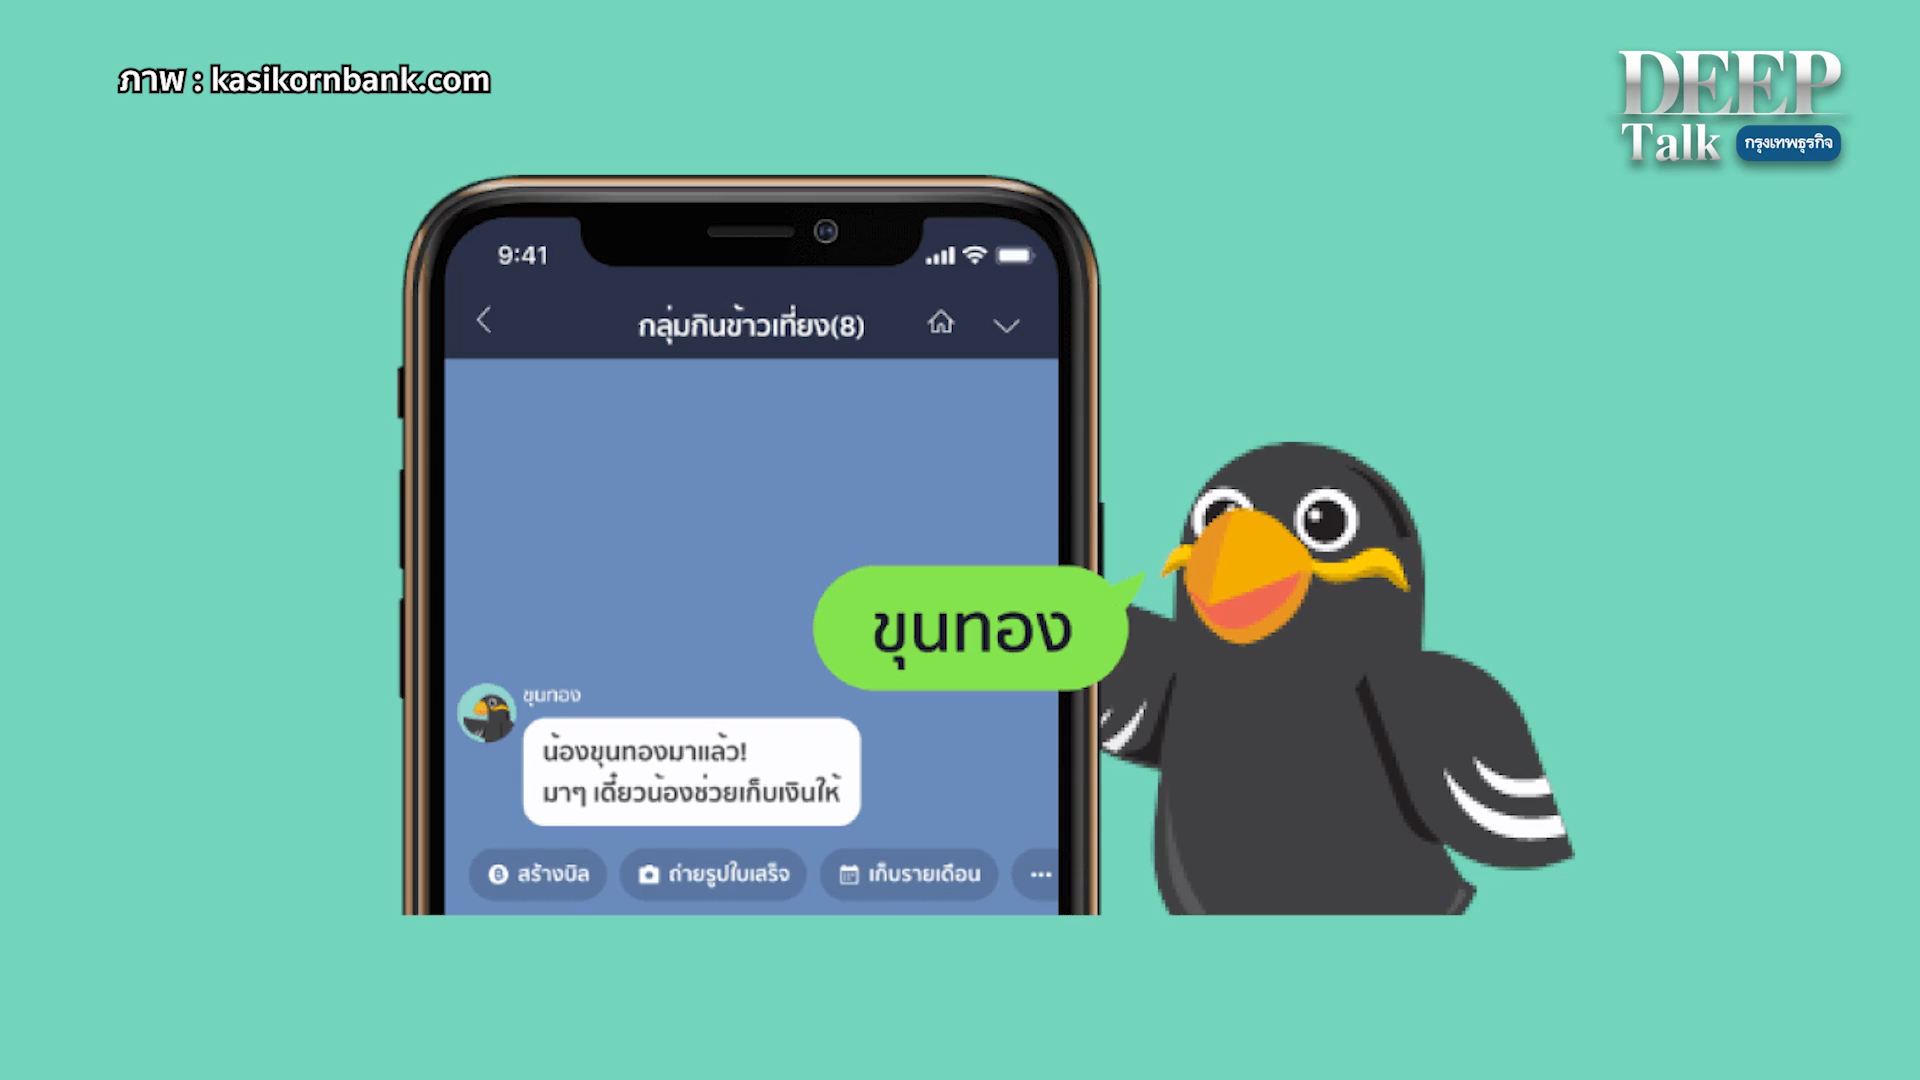 ภาพ : kasikornbank.com
DEEP
Talk กรุงเทพธุรกิจ
9:41
กลุ่มกินข้าวเที่ยง(8)
ขุนทอง
ขุนทอง
น้องขุนทองมาแล้ว!
มาๆ เดี๋ยวน้องช่วยเก็บเงินให้
สร้างบิล ถ่ายรูปใบเสร็จ เก็บรายเดือน ...